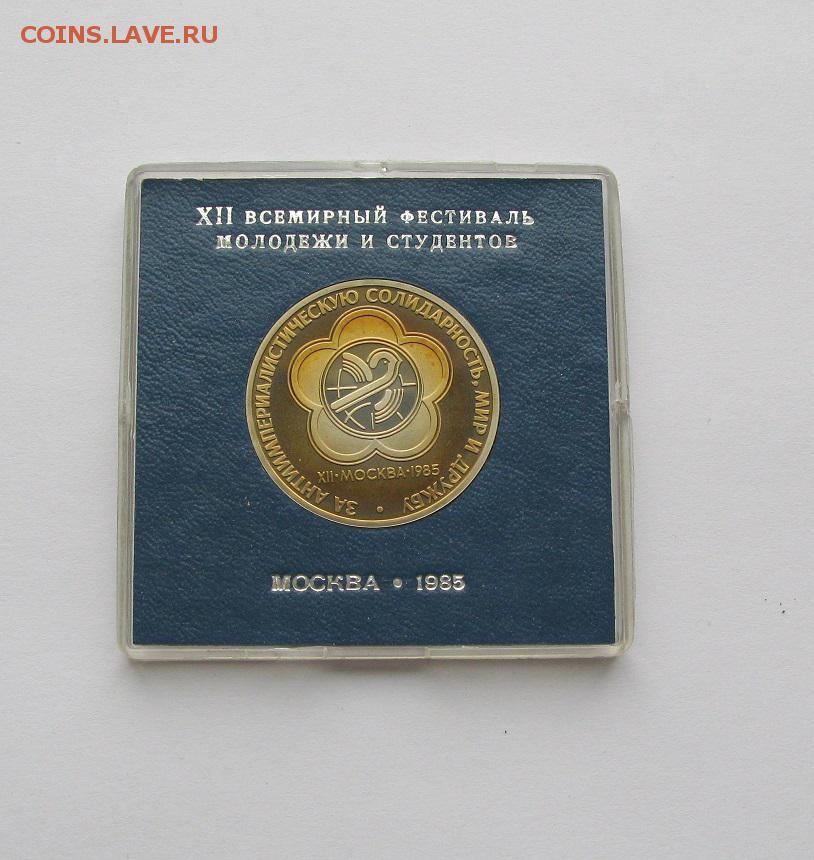 COINS.LAVE.RU
XII ВСЕМИРНЫЙ ФЕСТИВАЛЬ
МОЛОДЕЖИ И СТУДЕНТОВ
ЗА АНТИИМПЕРИАЛИСТИЧЕСКУЮ СОЛИДАРНОСТЬ, МИР И ДРУЖБУ •
XII•МОСКВА•1985
МОСКВА • 1985